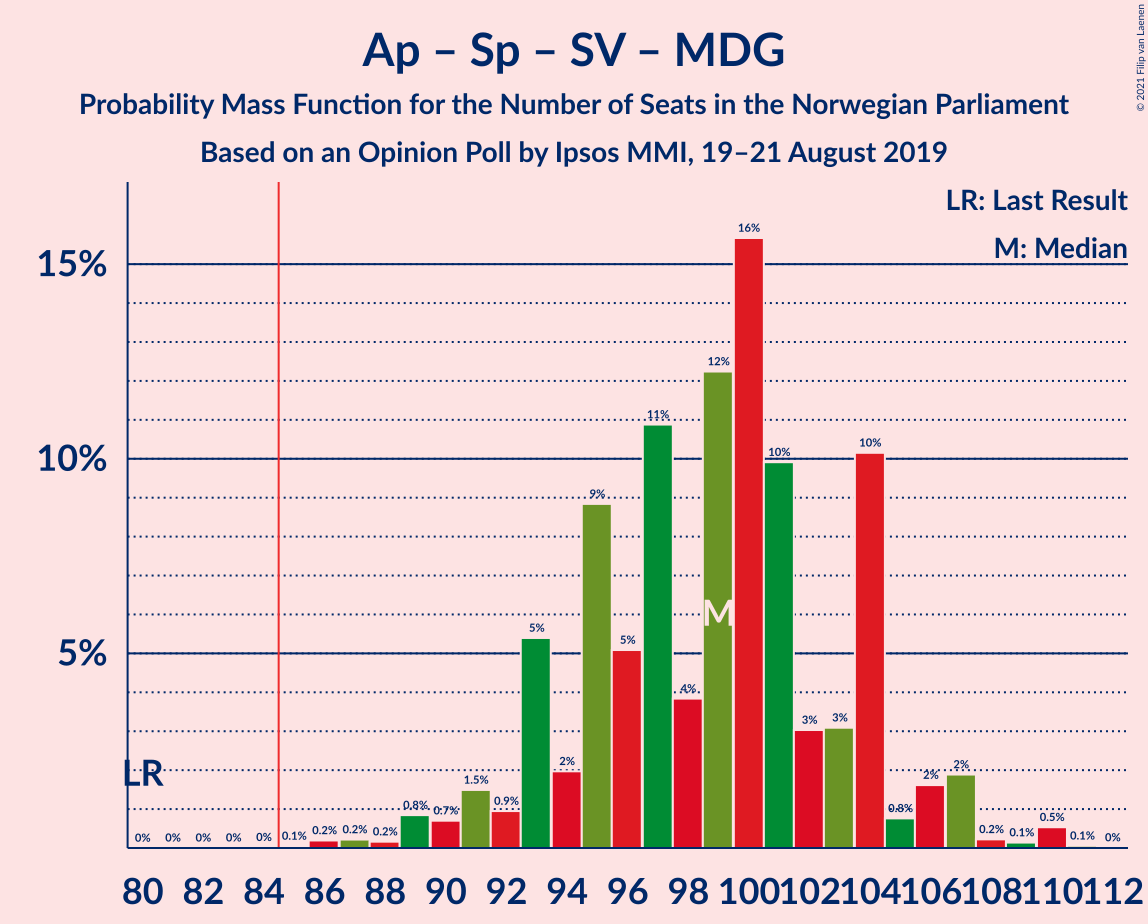 Ap – Sp – SV – MDG
Probability Mass Function for the Number of Seats in the Norwegian Parliament
Based on an Opinion Poll by Ipsos MMI, 19–21 August 2019
© 2021 Filip van Laenen
LR: Last Result
M: Median
15%
10%
5%
LR
M
0% 0% 0% 0% 0% 0.1% 0.2% 0.2% 0.2% 0.8% 0.7% 1.5% 0.9% 5% 2% 9% 5% 11% 4% 12% 16% 10% 3% 3% 10% 0.8% 2% 2% 0.2% 0.1% 0.5% 0.1% 0%
80 82 84 86 88 90 92 94 96 98 100 102 104 106 108 110 112